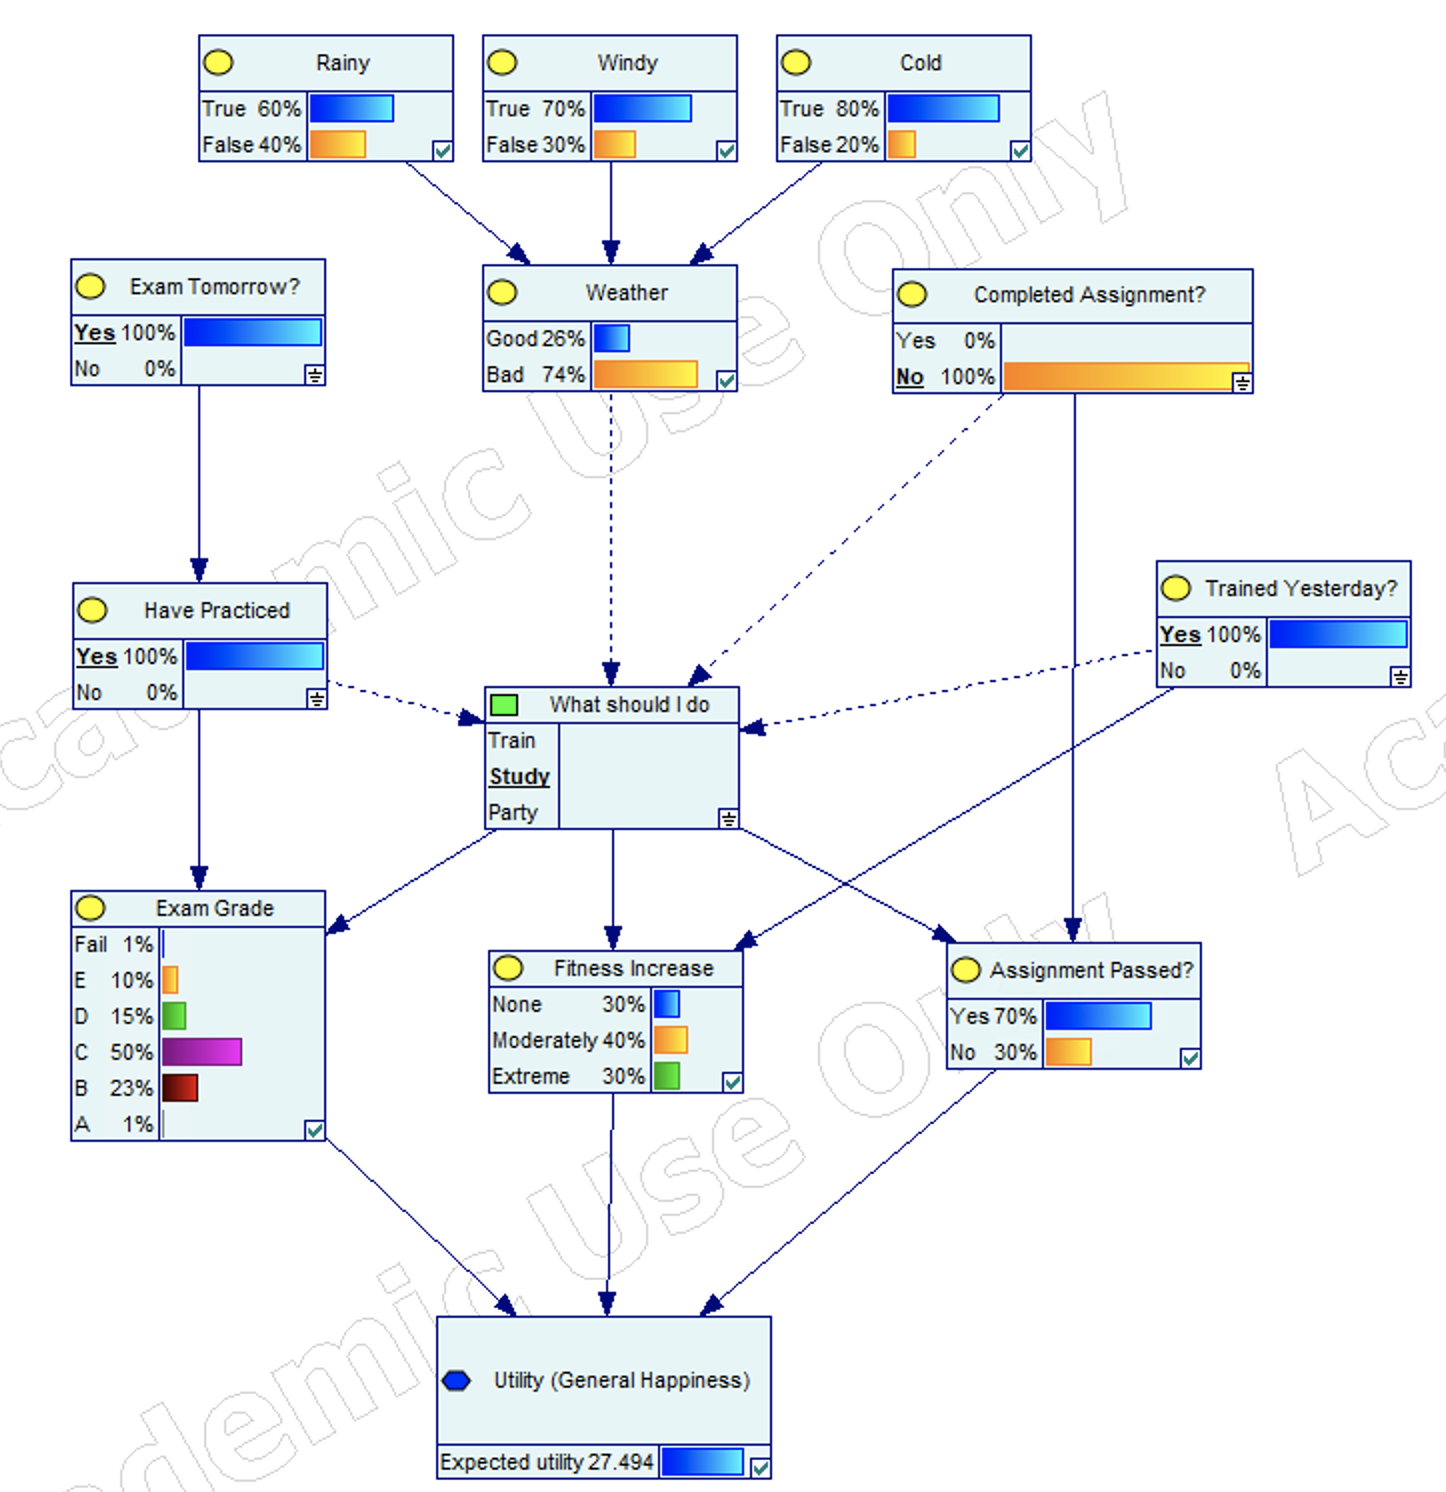 Rainy
True 60%
False 40%
Windy
True 70%
False 30%
Cold
True 80%
False 20%
Exam Tomorrow?
Yes 100%
No 0%
Weather
Good 26%
Bad 74%
Completed Assignment?
Yes 0%
No 100%
Have Practiced
Yes 100%
No 0%
Trained Yesterday?
Yes 100%
No 0%
What should I do
Train
Study
Party
Exam Grade
Fail 1%
E 10%
D 15%
C 50%
B 23%
A 1%
Fitness Increase
None 30%
Moderately 40%
Extreme 30%
Assignment Passed?
Yes 70%
No 30%
Utility (General Happiness)
Expected utility 27.494
Academic Use Only
Academic Use Only
Aca